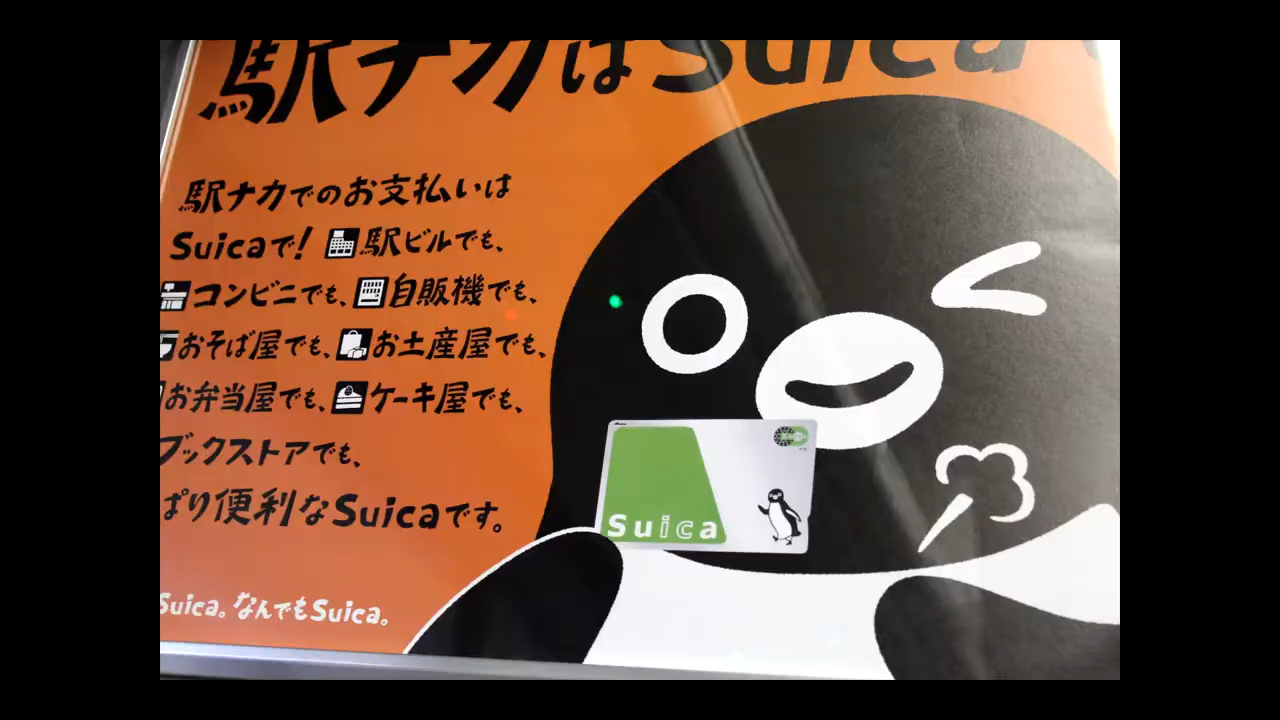 駅ナカはSuica
駅ナカでのお支払いは
Suicaで！駅ビルでも、
コンビニでも、自販機でも、
おそば屋でも、お土産屋でも、
お弁当屋でも、ケーキ屋でも、
ブックストアでも、
ぱり便利なSuicaです。
Suica。なんでもSuica。
Suica